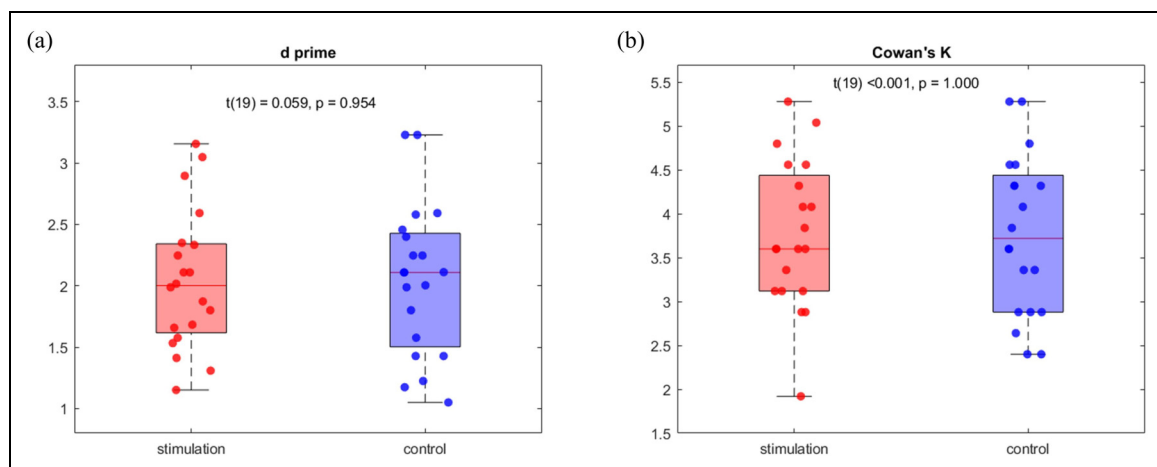 (a)
d prime
t(19) = 0.059, p = 0.954
3.5
3
2.5
2
1.5
1
stimulation
control
(b)
Cowan's K
t(19) <0.001, p = 1.000
5.5
5
4.5
4
3.5
3
2.5
2
1.5
stimulation
control